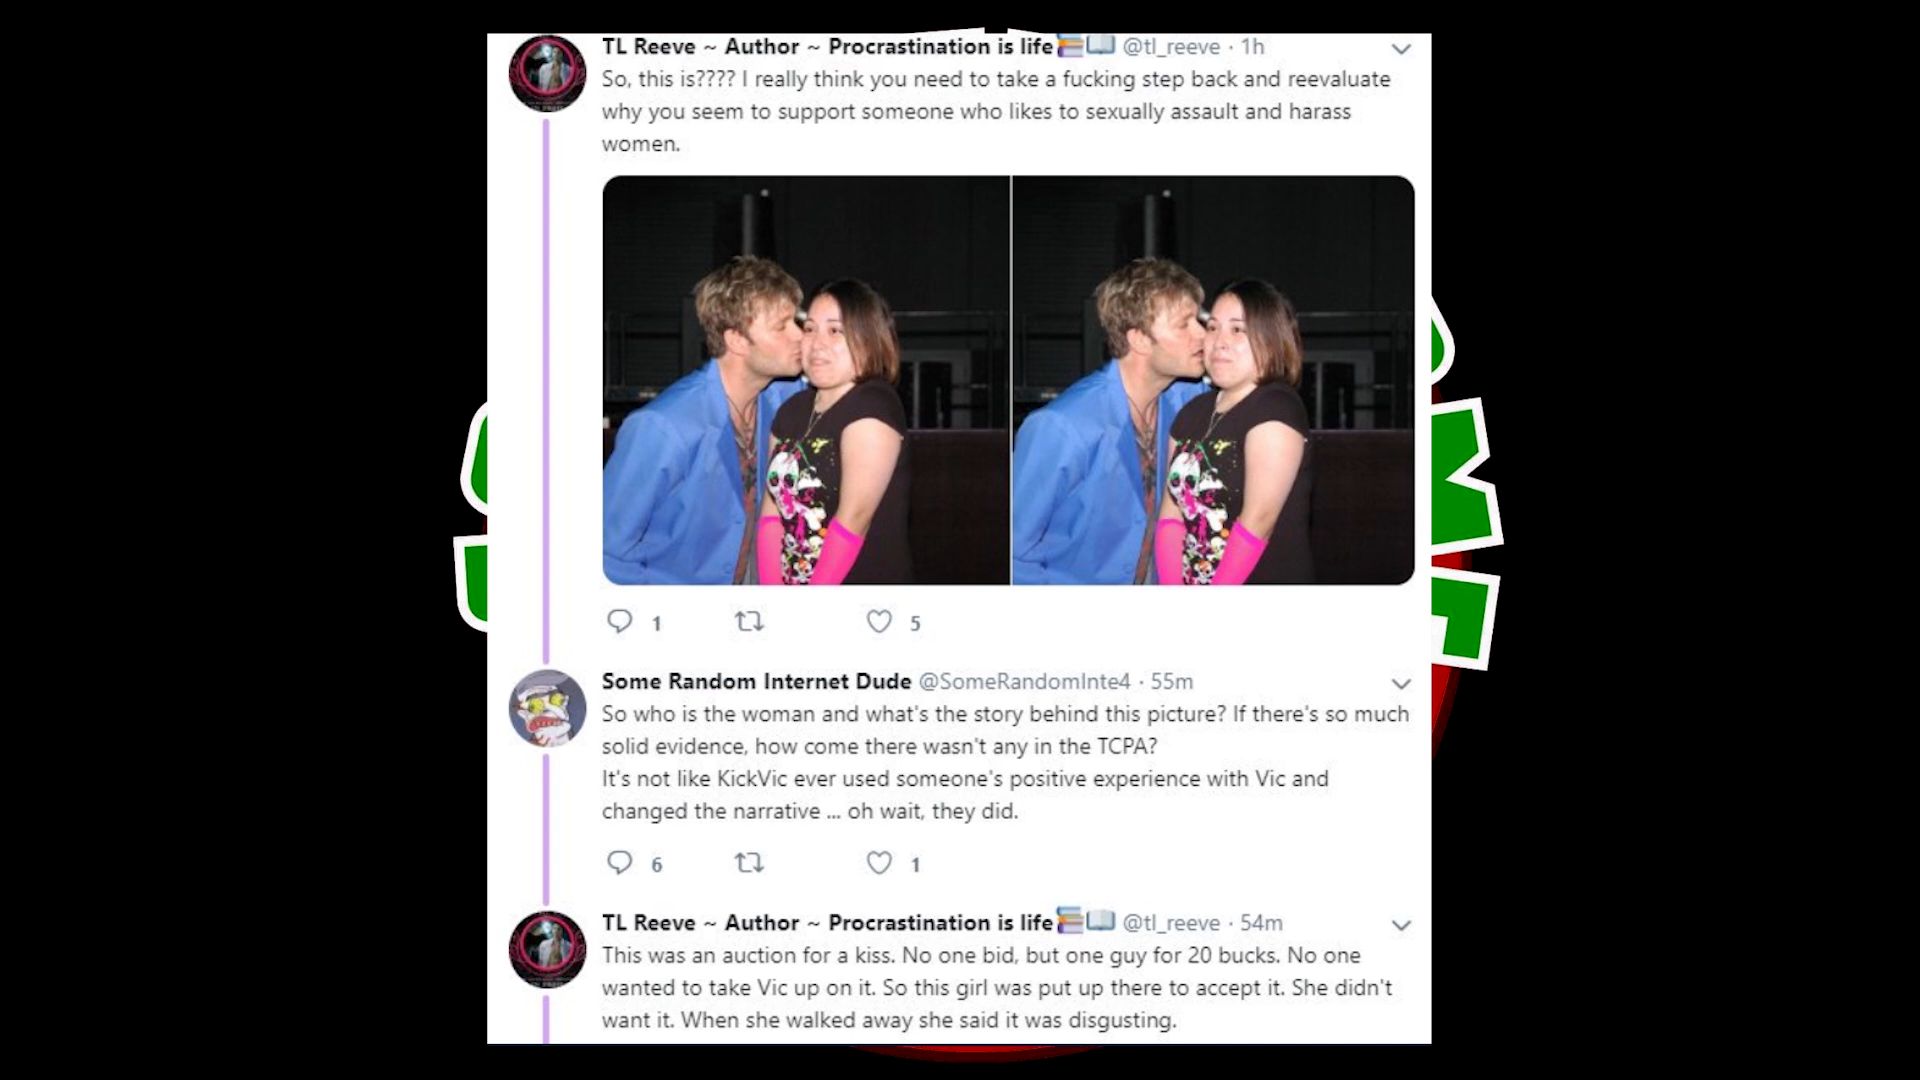 TL Reeve ~ Author ~ Procrastination is life📚📖 @tl_reeve · 1h
So, this is???? I really think you need to take a fucking step back and reevaluate
why you seem to support someone who likes to sexually assault and harass
women.
1 5
Some Random Internet Dude @SomeRandomInte4 · 55m
So who is the woman and what's the story behind this picture? If there's so much
solid evidence, how come there wasn't any in the TCPA?
It's not like KickVic ever used someone's positive experience with Vic and
changed the narrative ... oh wait, they did.
6 1
TL Reeve ~ Author ~ Procrastination is life📚📖 @tl_reeve · 54m
This was an auction for a kiss. No one bid, but one guy for 20 bucks. No one
wanted to take Vic up on it. So this girl was put up there to accept it. She didn't
want it. When she walked away she said it was disgusting.